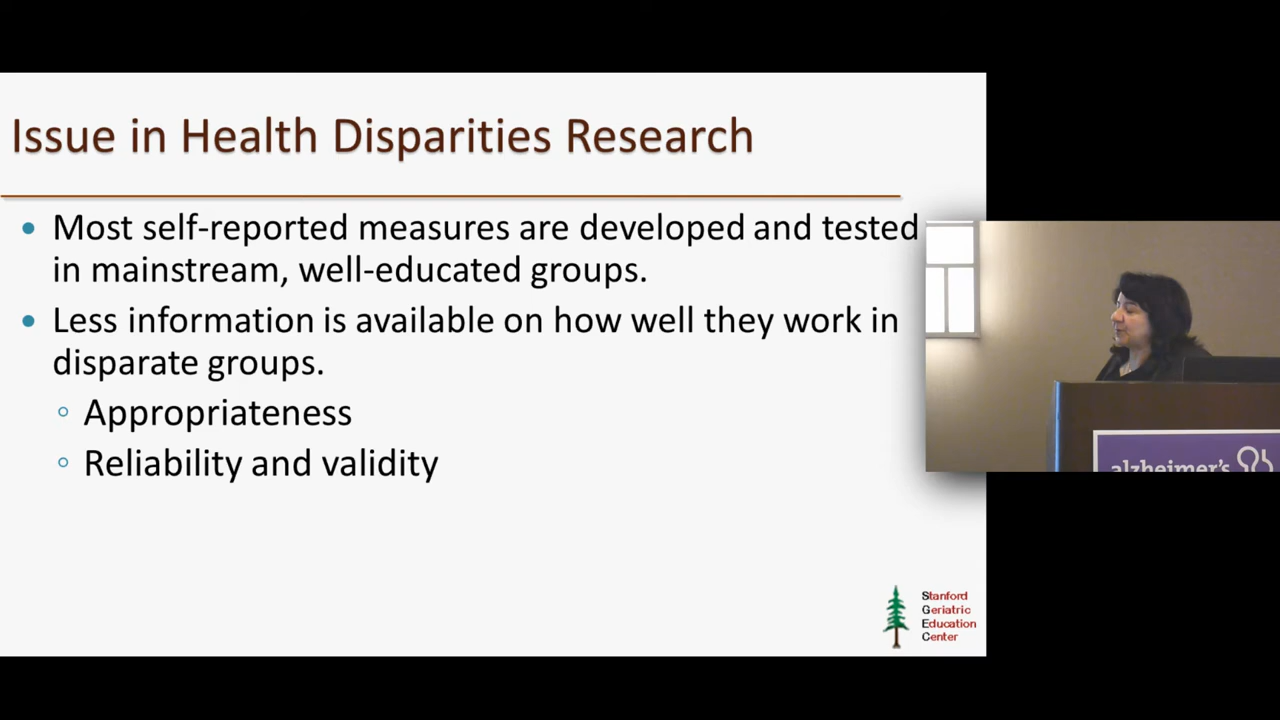 Issue in Health Disparities Research
Most self-reported measures are developed and tested
in mainstream, well-educated groups.
Less information is available on how well they work in
disparate groups.
Appropriateness
Reliability and validity
Stanford
Geriatric
Education
Center
alzheimer's